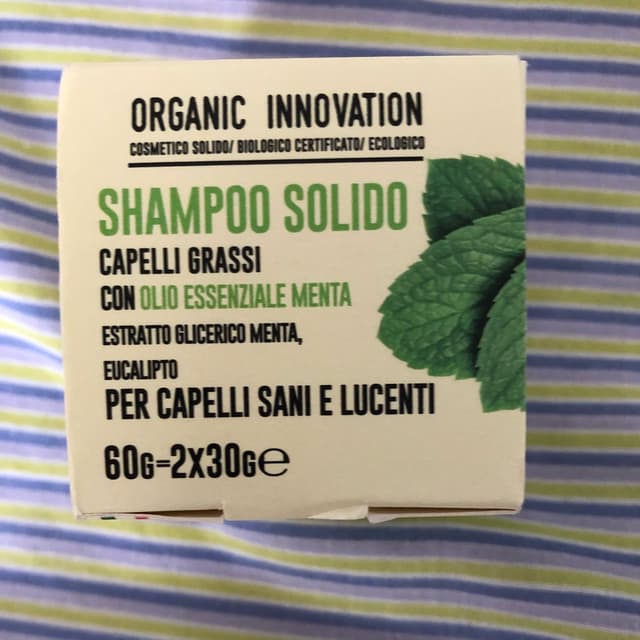 ORGANIC INNOVATION
COSMETICO SOLIDO/ BIOLOGICO CERTIFICATO/ ECOLOGICO
SHAMPOO SOLIDO
CAPELLI GRASSI
CON OLIO ESSENZIALE MENTA
ESTRATTO GLICERICO MENTA,
EUCALIPTO
PER CAPELLI SANI E LUCENTI
60G=2X30G℮